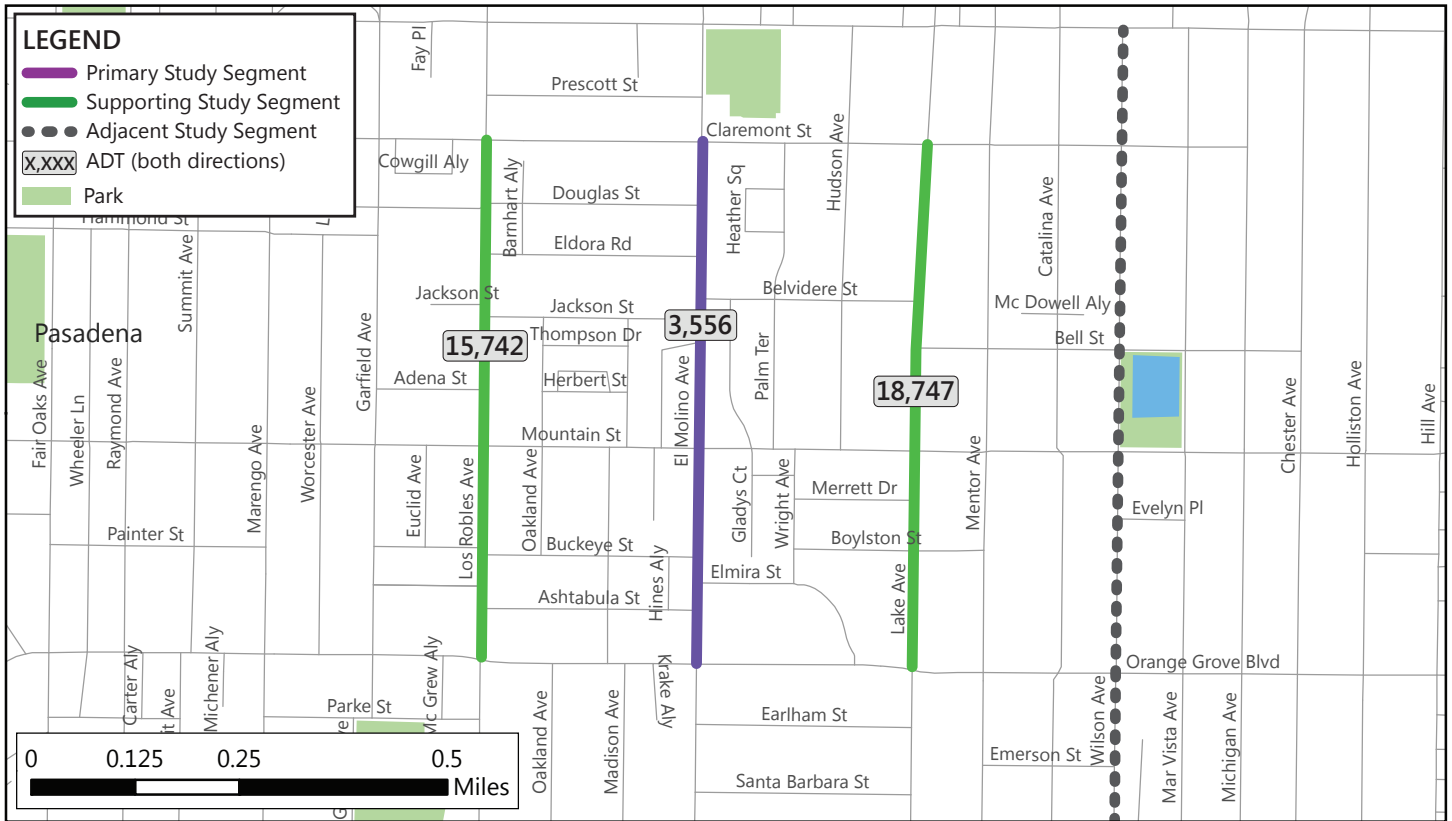 LEGEND
Primary Study Segment
Supporting Study Segment
Adjacent Study Segment
X,XXX ADT (both directions)
Park
Fay Pl
Prescott St
Claremont St
Cowgill Aly
Barnhart Aly
Douglas St
Heather Sq
Hudson Ave
Catalina Ave
Hammond St
Summit Ave
Eldora Rd
Belvidere St
Mc Dowell Aly
Jackson St
Jackson St
3,556
Thompson Dr
15,742
Bell St
Pasadena
Garfield Ave
Adena St
Herbert St
El Molino Ave
Palm Ter
18,747
Fair Oaks Ave
Wheeler Ln
Raymond Ave
Marengo Ave
Worcester Ave
Mountain St
Chester Ave
Holliston Ave
Hill Ave
Euclid Ave
Los Robles Ave
Oakland Ave
Gladys Ct
Wright Ave
Merrett Dr
Mentor Ave
Evelyn Pl
Painter St
Buckeye St
Boylston St
Hines Aly
Elmira St
Ashtabula St
Lake Ave
Orange Grove Blvd
Carter Aly
it Ave
Michener Aly
Mc Grew Aly
Krake Aly
Parke St
ve
Oakland Ave
Madison Ave
Earlham St
Wilson Ave
Mar Vista Ave
Michigan Ave
Emerson St
Santa Barbara St
G
0 0.125 0.25 0.5
Miles